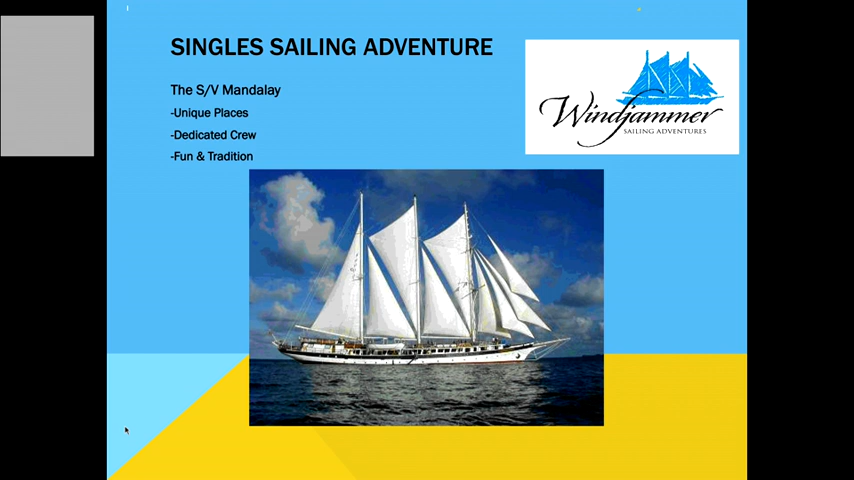 SINGLES SAILING ADVENTURE
The S/V Mandalay
-Unique Places
-Dedicated Crew
-Fun & Tradition
Windjammer
SAILING ADVENTURES